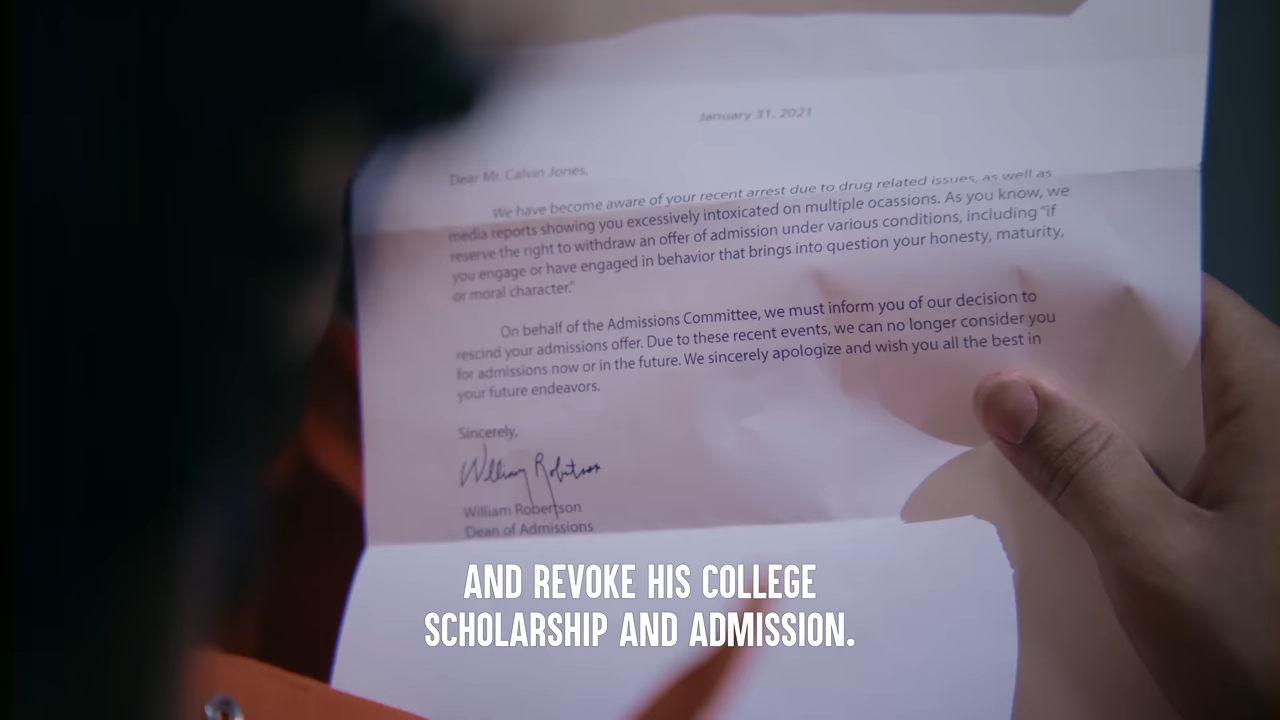 January 31, 2021
Dear Mr. Calvin Jones,
We have become aware of your recent arrest due to drug related issues, as well as
media reports showing you excessively intoxicated on multiple ocassions. As you know, we
reserve the right to withdraw an offer of admission under various conditions, including “if
you engage or have engaged in behavior that brings into question your honesty, maturity,
or moral character.”
On behalf of the Admissions Committee, we must inform you of our decision to
rescind your admissions offer. Due to these recent events, we can no longer consider you
for admissions now or in the future. We sincerely apologize and wish you all the best in
your future endeavors.
Sincerely,
William Robertson
William Robertson
Dean of Admissions
AND REVOKE HIS COLLEGE
SCHOLARSHIP AND ADMISSION.